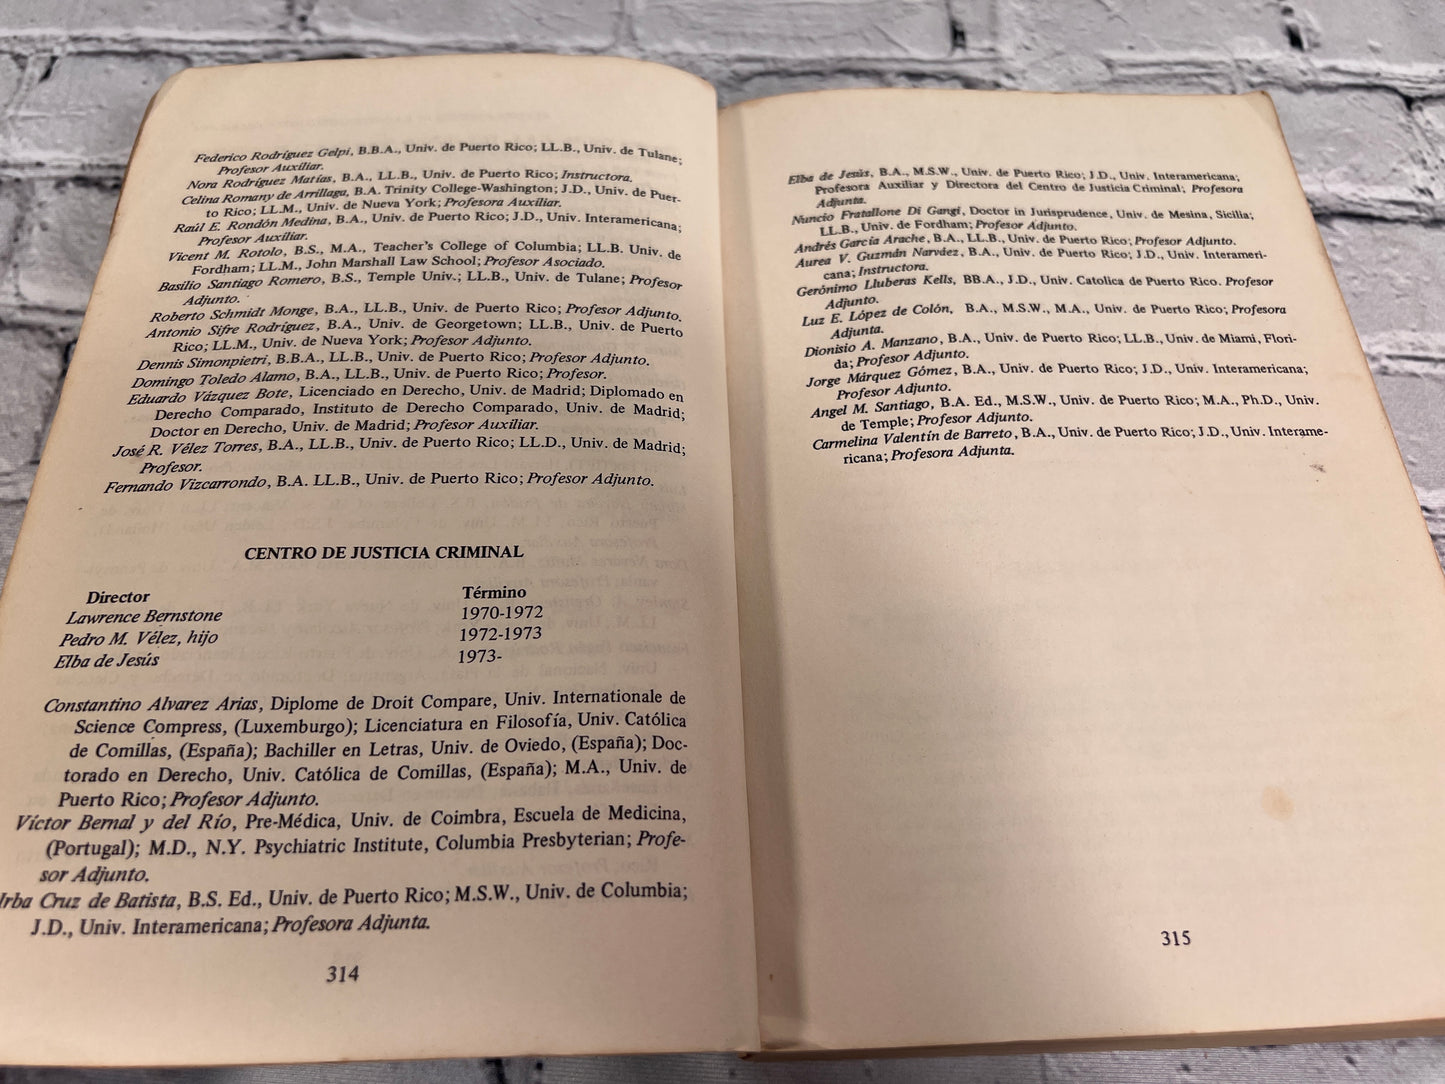 Federico Rodríguez Gelpi, B.B.A., Univ. de Puerto Rico; LL.B., Univ. de Tulane;
Profesor Auxiliar.
Nora Rodríguez Matías, B.A., LL.B., Univ. de Puerto Rico; Instructora.
Celina Romany de Arrillaga, B.A. Trinity College-Washington; J.D., Univ. de Puer-
to Rico; LL.M., Univ. de Nueva York; Profesora Auxiliar.
Raúl E. Rondón Medina, B.A., Univ. de Puerto Rico; J.D., Univ. Interamericana;
Profesor Auxiliar.
Vicent M. Rotolo, B.S., M.A., Teacher's College of Columbia; LL.B. Univ. de
Fordham; LL.M., John Marshall Law School; Profesor Asociado.
Basilio Santiago Romero, B.S., Temple Univ.; LL.B., Univ. de Tulane; Profesor
Adjunto.
Roberto Schmidt Monge, B.A., LL.B., Univ. de Puerto Rico; Profesor Adjunto.
Antonio Sifre Rodríguez, B.A., Univ. de Georgetown; LL.B., Univ. de Puerto
Rico; LL.M., Univ. de Nueva York; Profesor Adjunto.
Dennis Simonpietri, B.B.A., LL.B., Univ. de Puerto Rico; Profesor Adjunto.
Domingo Toledo Alamo, B.A., LL.B., Univ. de Puerto Rico; Profesor.
Eduardo Vázquez Bote, Licenciado en Derecho, Univ. de Madrid; Diplomado en
Derecho Comparado, Instituto de Derecho Comparado, Univ. de Madrid;
Doctor en Derecho, Univ. de Madrid; Profesor Auxiliar.
José R. Vélez Torres, B.A., LL.B., Univ. de Puerto Rico; LL.D., Univ. de Madrid;
Profesor.
Fernando Vizcarrondo, B.A. LL.B., Univ. de Puerto Rico; Profesor Adjunto.
CENTRO DE JUSTICIA CRIMINAL
Director Término
Lawrence Bernstone 1970-1972
Pedro M. Vélez, hijo 1972-1973
Elba de Jesús 1973-
Constantino Alvarez Arias, Diplome de Droit Compare, Univ. Internationale de
Science Compress, (Luxemburgo); Licenciatura en Filosofía, Univ. Católica
de Comillas, (España); Bachiller en Letras, Univ. de Oviedo, (España); Doc-
torado en Derecho, Univ. Católica de Comillas, (España); M.A., Univ. de
Puerto Rico; Profesor Adjunto.
Víctor Bernal y del Río, Pre-Médica, Univ. de Coimbra, Escuela de Medicina,
(Portugal); M.D., N.Y. Psychiatric Institute, Columbia Presbyterian; Profe-
sor Adjunto.
Irba Cruz de Batista, B.S. Ed., Univ. de Puerto Rico; M.S.W., Univ. de Columbia;
J.D., Univ. Interamericana; Profesora Adjunta.
314
Elba de Jesús, B.A., M.S.W., Univ. de Puerto Rico; J.D., Univ. Interamericana;
Profesora Auxiliar y Directora del Centro de Justicia Criminal; Profesora
Adjunta.
Nuncio Fratallone Di Gangi, Doctor in Jurisprudence, Univ. de Mesina, Sicilia;
LL.B., Univ. de Fordham; Profesor Adjunto.
Andrés García Arache, B.A., LL.B., Univ. de Puerto Rico; Profesor Adjunto.
Aurea V. Guzmán Narváez, B.A., Univ. de Puerto Rico; J.D., Univ. Interameri-
cana; Instructora.
Gerónimo Lluberas Kells, BB.A., J.D., Univ. Catolica de Puerto Rico. Profesor
Adjunto.
Luz E. López de Colón, B.A., M.S.W., M.A., Univ. de Puerto Rico; Profesora
Adjunta.
Dionisio A. Manzano, B.A., Univ. de Puerto Rico; LL.B., Univ. de Miami, Flori-
da; Profesor Adjunto.
Jorge Márquez Gómez, B.A., Univ. de Puerto Rico; J.D., Univ. Interamericana;
Profesor Adjunto.
Angel M. Santiago, B.A. Ed., M.S.W., Univ. de Puerto Rico; M.A., Ph.D., Univ.
de Temple; Profesor Adjunto.
Carmelina Valentín de Barreto, B.A., Univ. de Puerto Rico; J.D., Univ. Interame-
ricana; Profesora Adjunta.
315